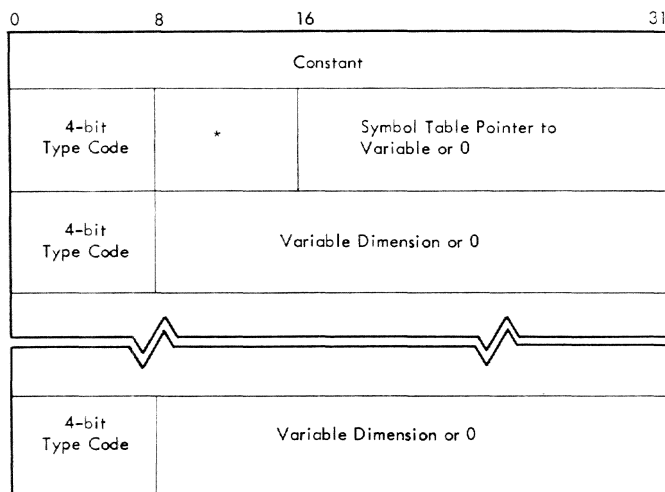 0 8 16 31
Constant
4-bit
Type Code
*
Symbol Table Pointer to
Variable or 0
4-bit
Type Code
Variable Dimension or 0
4-bit
Type Code
Variable Dimension or 0